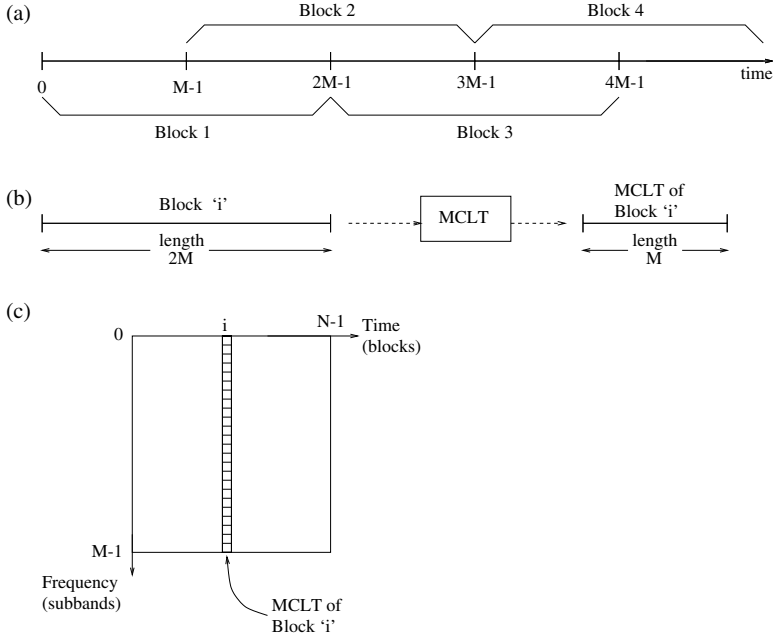 (a)
Block 2
Block 4
time
0
M-1
2M-1
3M-1
4M-1
Block 1
Block 3
(b)
Block 'i'
length
2M
MCLT
MCLT of
Block 'i'
length
M
(c)
0
i
N-1
Time
(blocks)
M-1
Frequency
(subbands)
MCLT of
Block 'i'